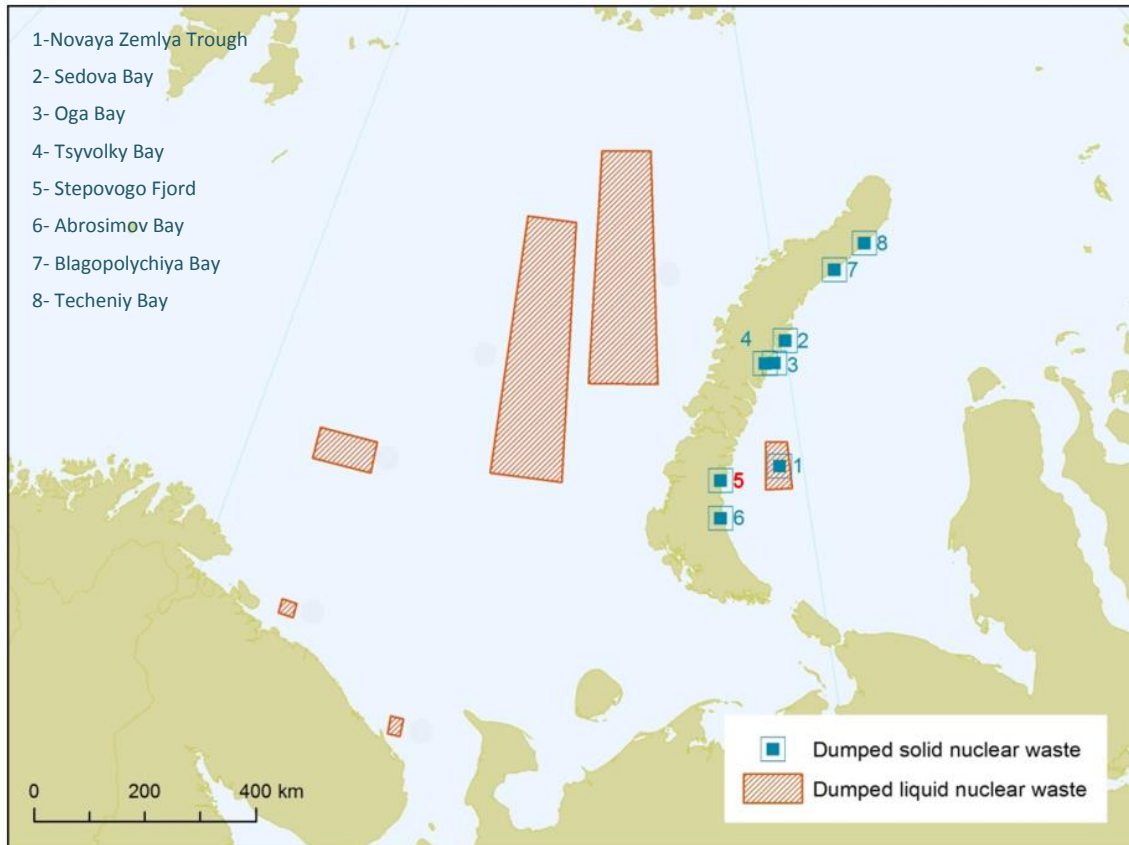 1-Novaya Zemlya Trough
2- Sedova Bay
3- Oga Bay
4- Tsyvolky Bay
5- Stepovogo Fjord
6- Abrosimov Bay
7- Blagopolychiya Bay
8- Techeniy Bay
8
7
4
2
3
1
5
6
0 200 400 km
Dumped solid nuclear waste
Dumped liquid nuclear waste